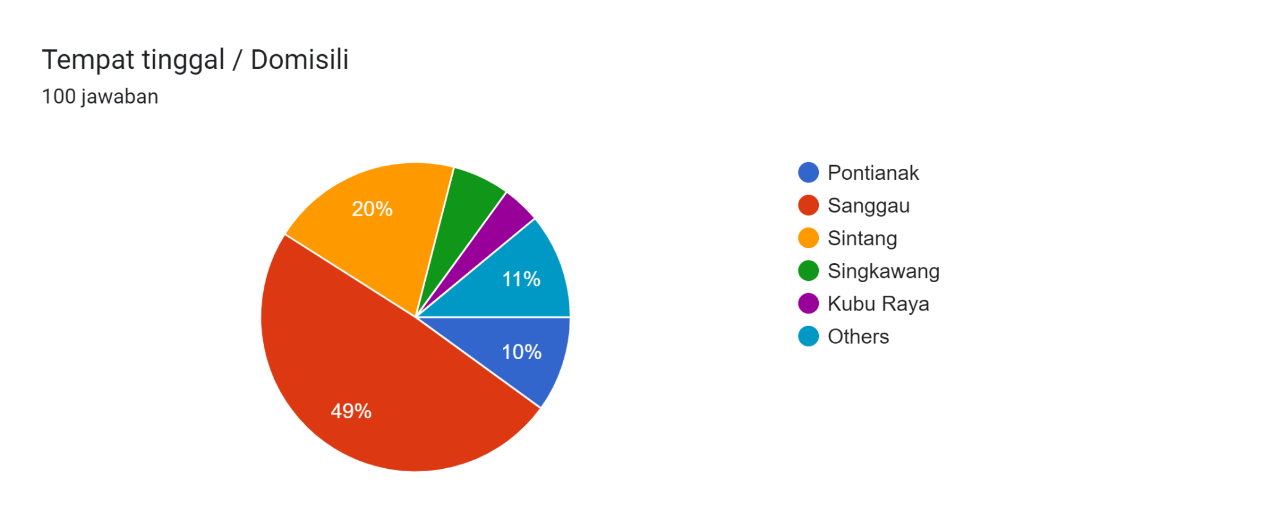 Tempat tinggal / Domisili
100 jawaban
Pontianak
Sanggau
Sintang
Singkawang
Kubu Raya
Others
20%
11%
10%
49%